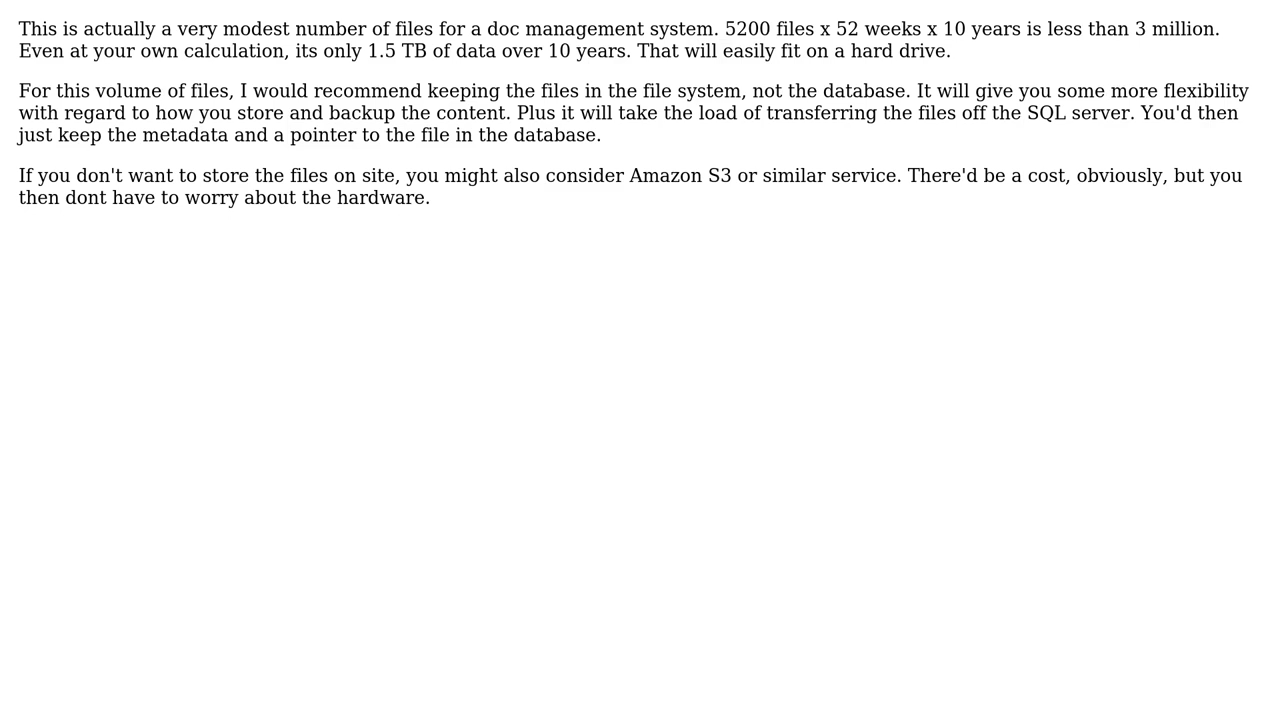 This is actually a very modest number of files for a doc management system. 5200 files x 52 weeks x 10 years is less than 3 million.
Even at your own calculation, its only 1.5 TB of data over 10 years. That will easily fit on a hard drive.
For this volume of files, I would recommend keeping the files in the file system, not the database. It will give you some more flexibility
with regard to how you store and backup the content. Plus it will take the load of transferring the files off the SQL server. You'd then
just keep the metadata and a pointer to the file in the database.
If you don't want to store the files on site, you might also consider Amazon S3 or similar service. There'd be a cost, obviously, but you
then dont have to worry about the hardware.